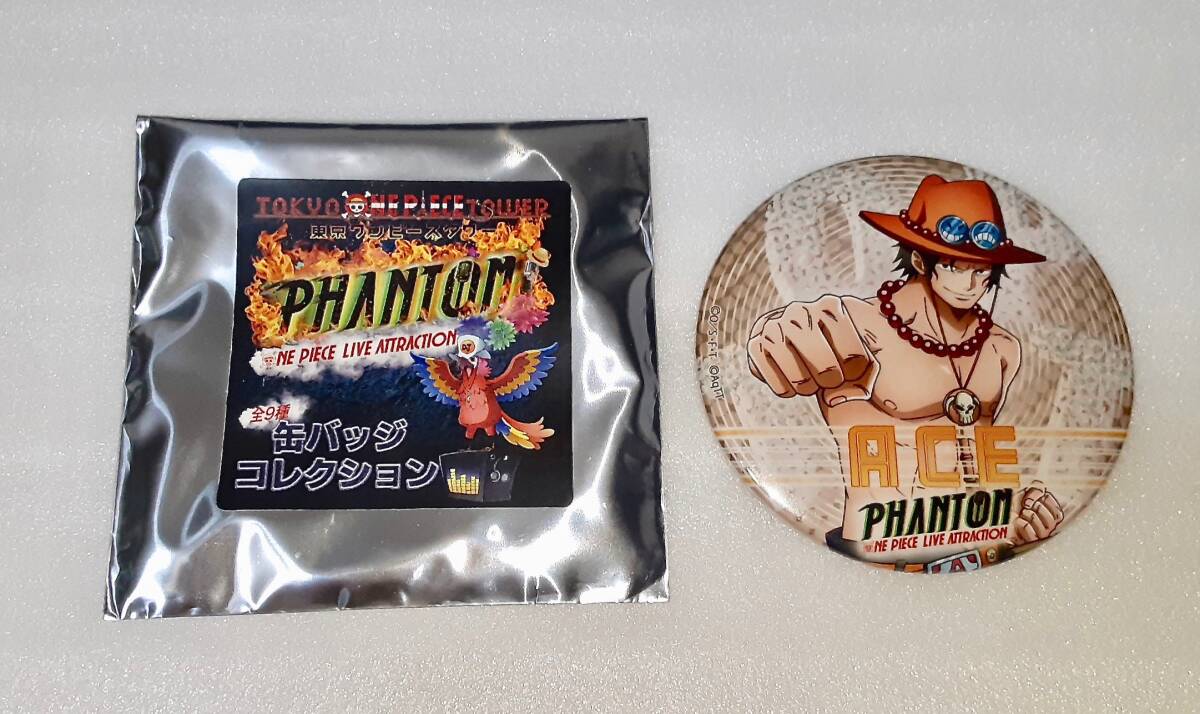 TOKYO ONE PIECE TOWER
東京ワンピースタワー
PHANTOM
ONE PIECE LIVE ATTRACTION
DJ
全9種
缶バッジ
コレクション
ACE
PHANTOM
ONE PIECE LIVE ATTRACTION